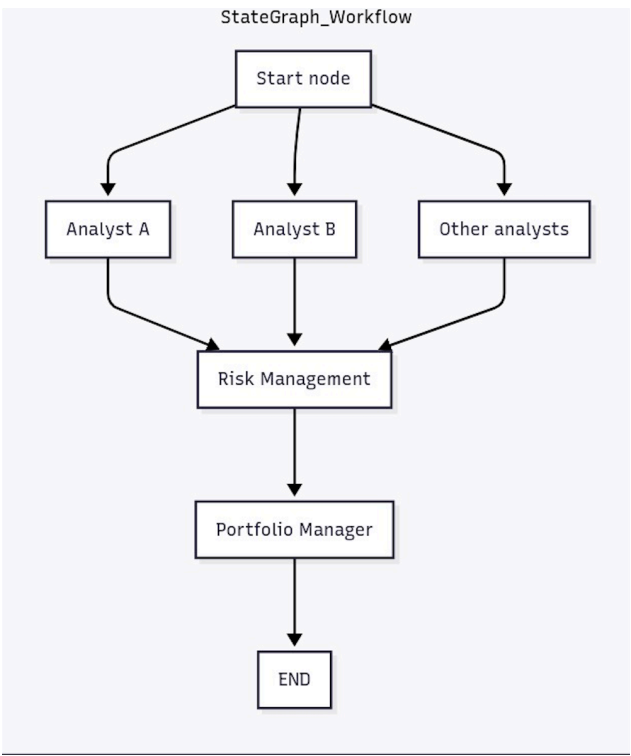 StateGraph_Workflow
Start node
Analyst A
Analyst B
Other analysts
Risk Management
Portfolio Manager
END